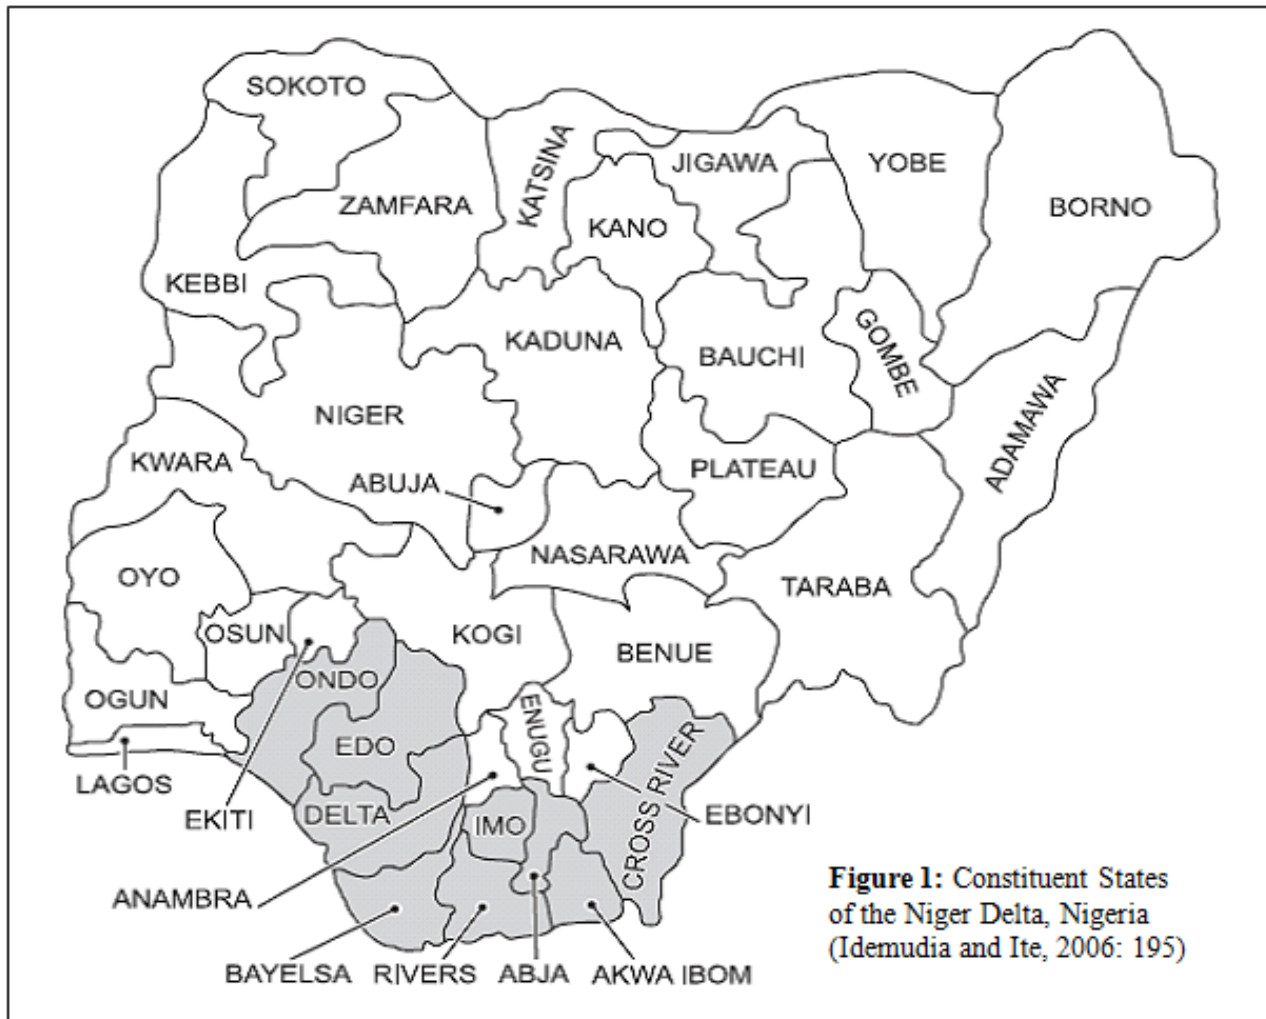 SOKOTO
KATSINA
JIGAWA
YOBE
BORNO
ZAMFARA
KANO
KEBBI
KADUNA
BAUCHI
GOMBE
ADAMAWA
NIGER
KWARA
ABUJA
PLATEAU
NASARAWA
OYO
TARABA
OSUN
KOGI
BENUE
OGUN
ONDO
ENUGU
EDO
CROSS RIVER
LAGOS
EKITI
DELTA
IMO
EBONYI
ANAMBRA
BAYELSA
RIVERS
ABJA
AKWA IBOM
Figure 1: Constituent States
of the Niger Delta, Nigeria
(Idemudia and Ite, 2006: 195)